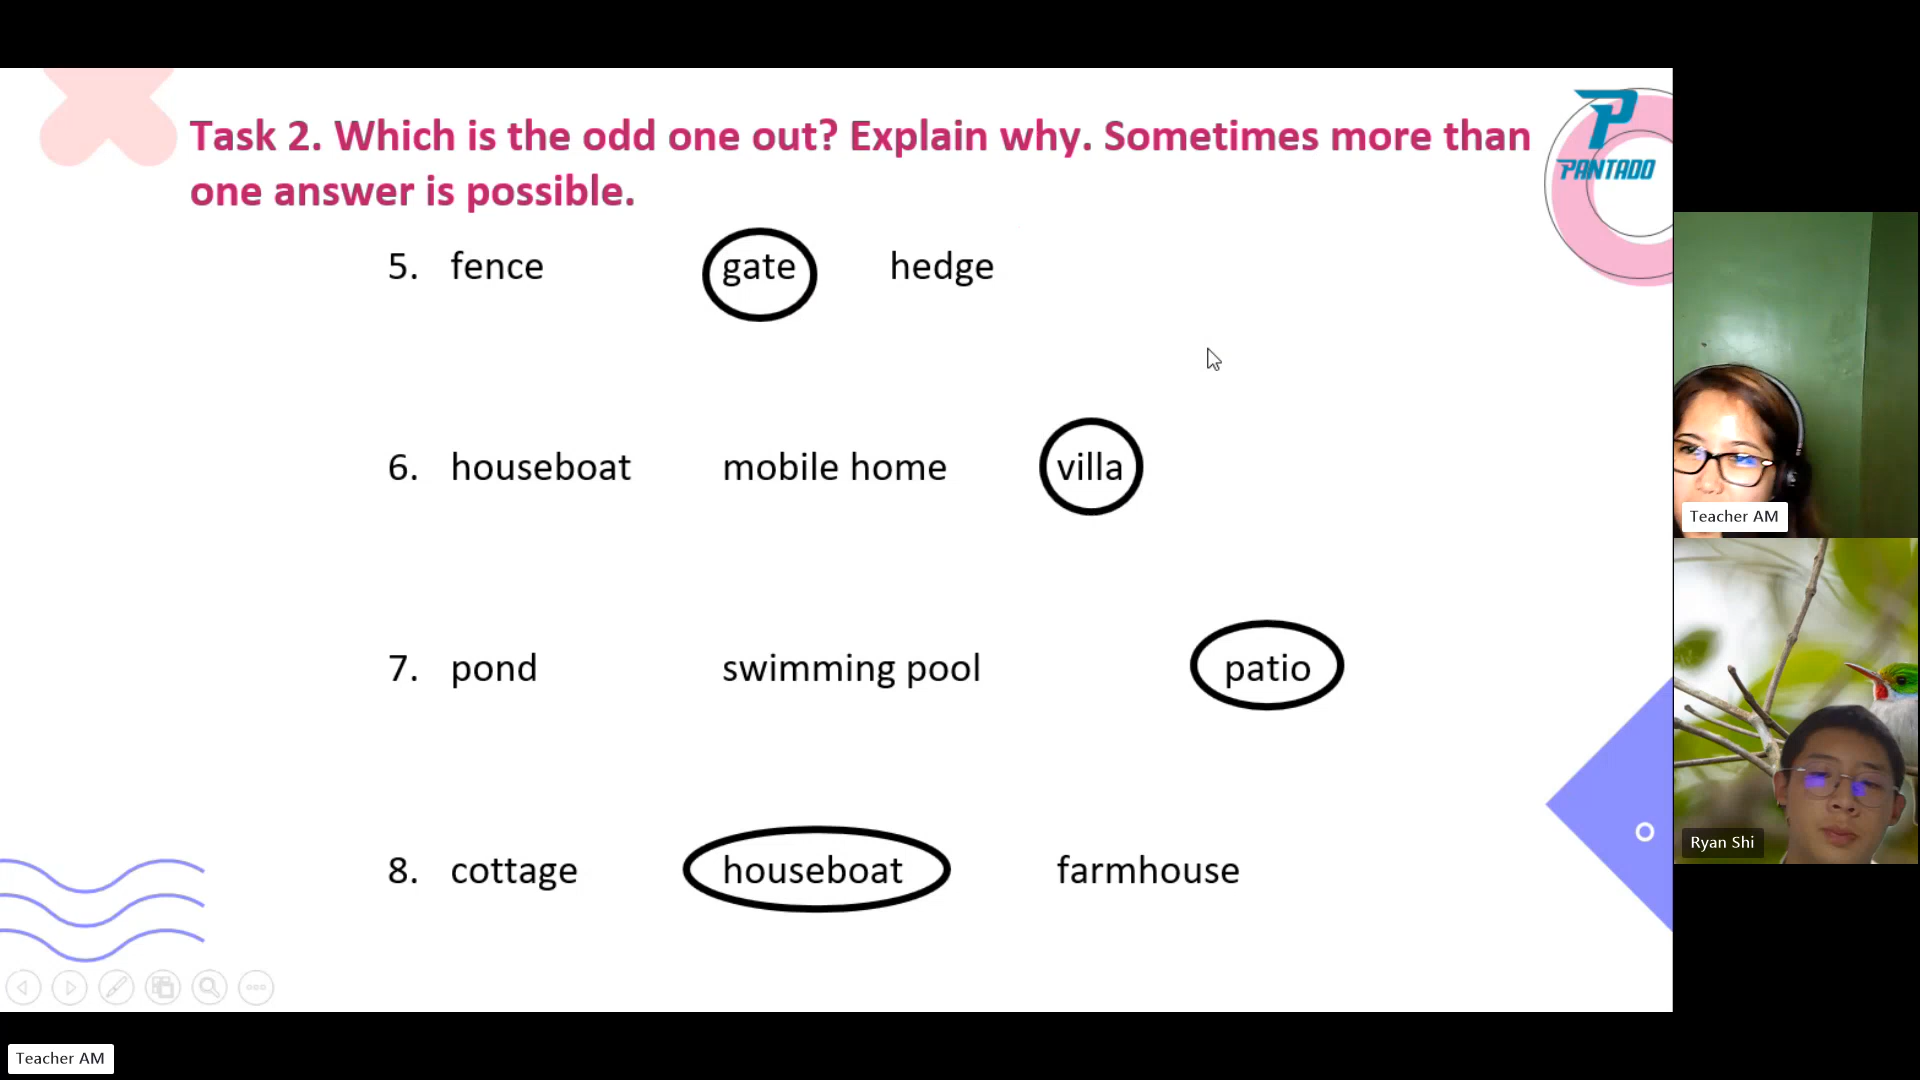 Task 2. Which is the odd one out? Explain why. Sometimes more than
one answer is possible.
PANTADO
5. fence gate hedge
6. houseboat mobile home villa
7. pond swimming pool patio
8. cottage houseboat farmhouse
Teacher AM
Ryan Shi
Teacher AM